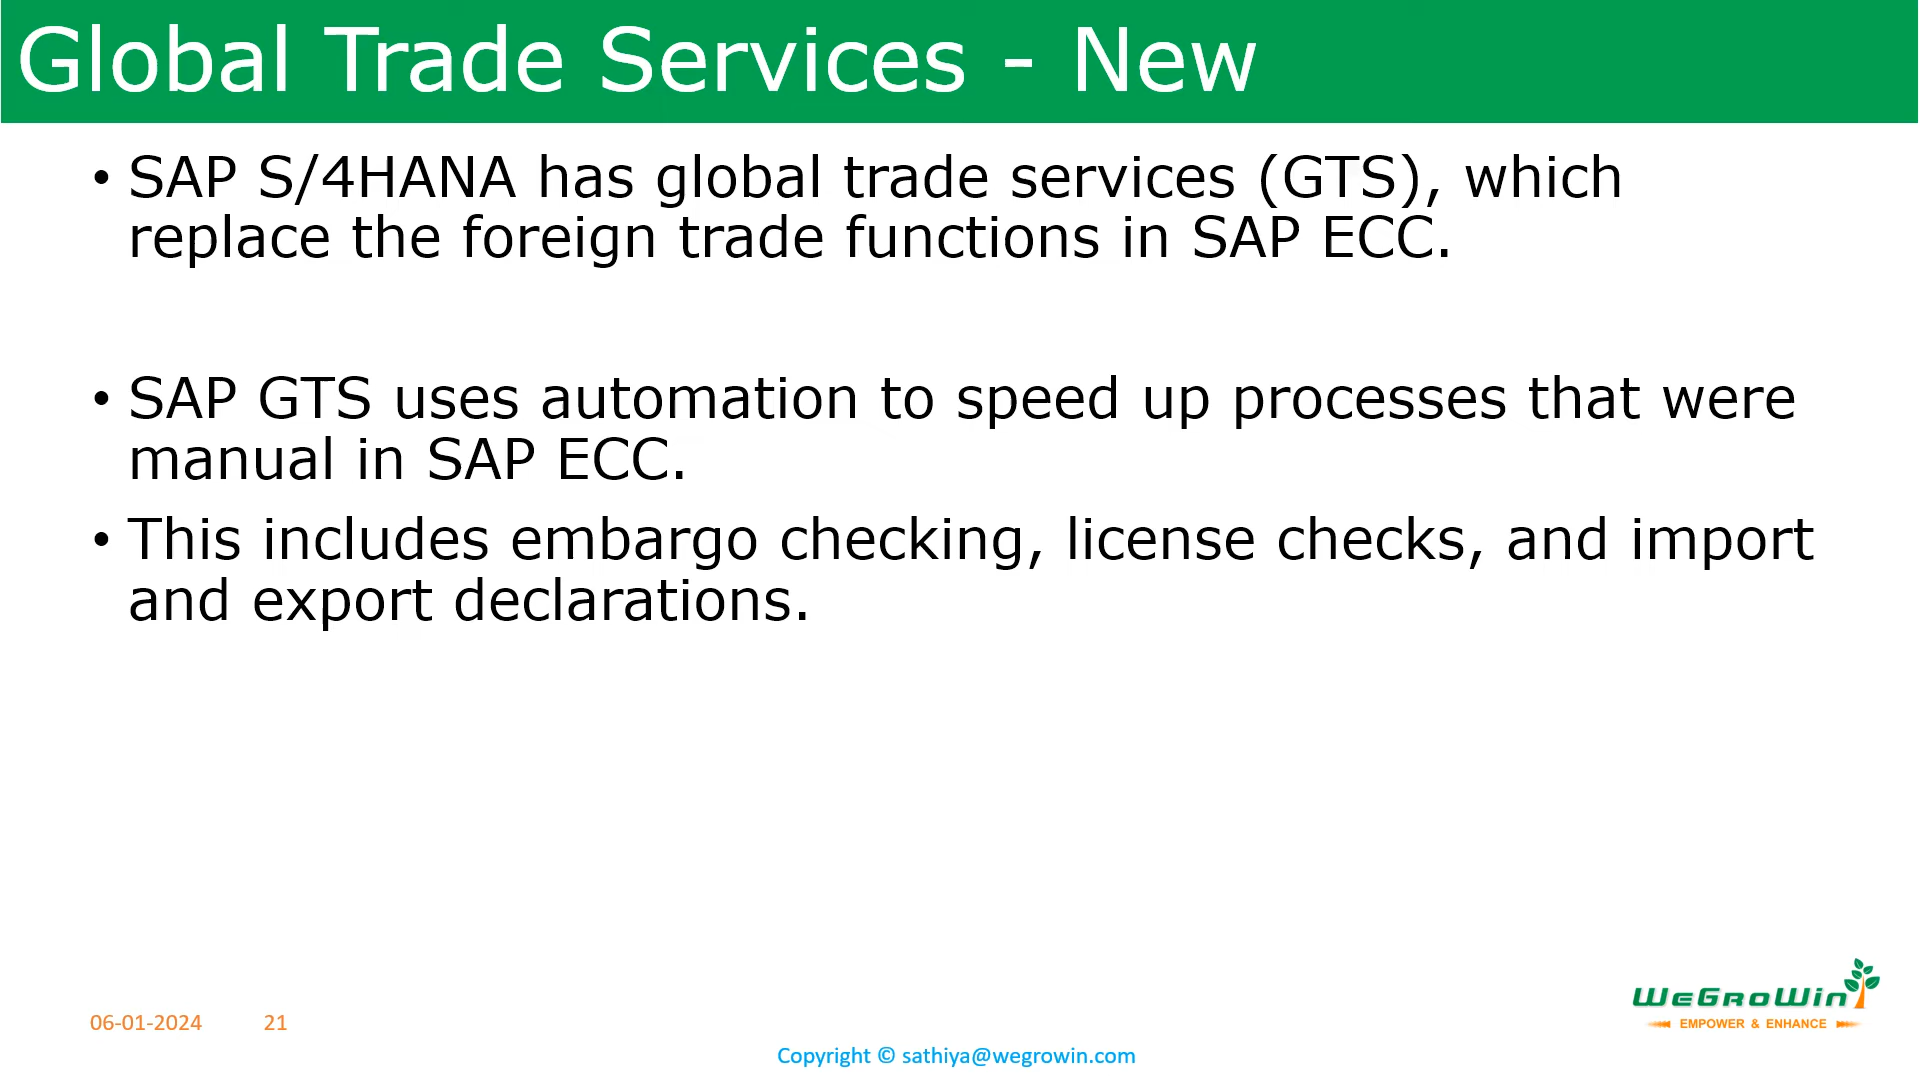 Global Trade Services - New
• SAP S/4HANA has global trade services (GTS), which
replace the foreign trade functions in SAP ECC.
• SAP GTS uses automation to speed up processes that were
manual in SAP ECC.
• This includes embargo checking, license checks, and import
and export declarations.
WeGroWin
EMPOWER & ENHANCE
06-01-2024 21
Copyright © sathiya@wegrowin.com